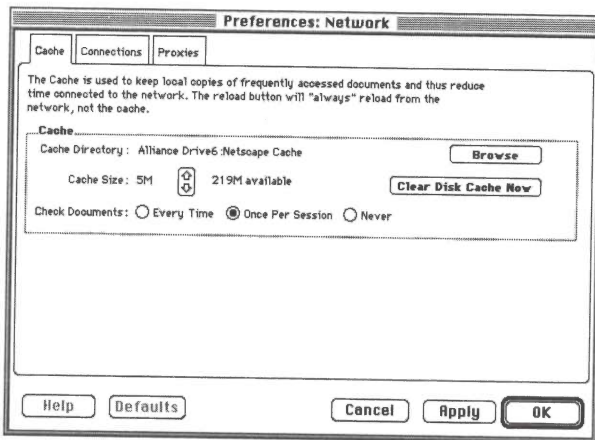 Preferences: Network
Cache Connections Proxies
The Cache is used to keep local copies of frequently accessed documents and thus reduce
time connected to the network. The reload button will "always" reload from the
network, not the cache.
Cache
Cache Directory : Alliance Drive6 :Netscape Cache Browse
Cache Size : 5M 219M available Clear Disk Cache Now
Check Documents : Every Time Once Per Session Never
Help Defaults Cancel Apply OK